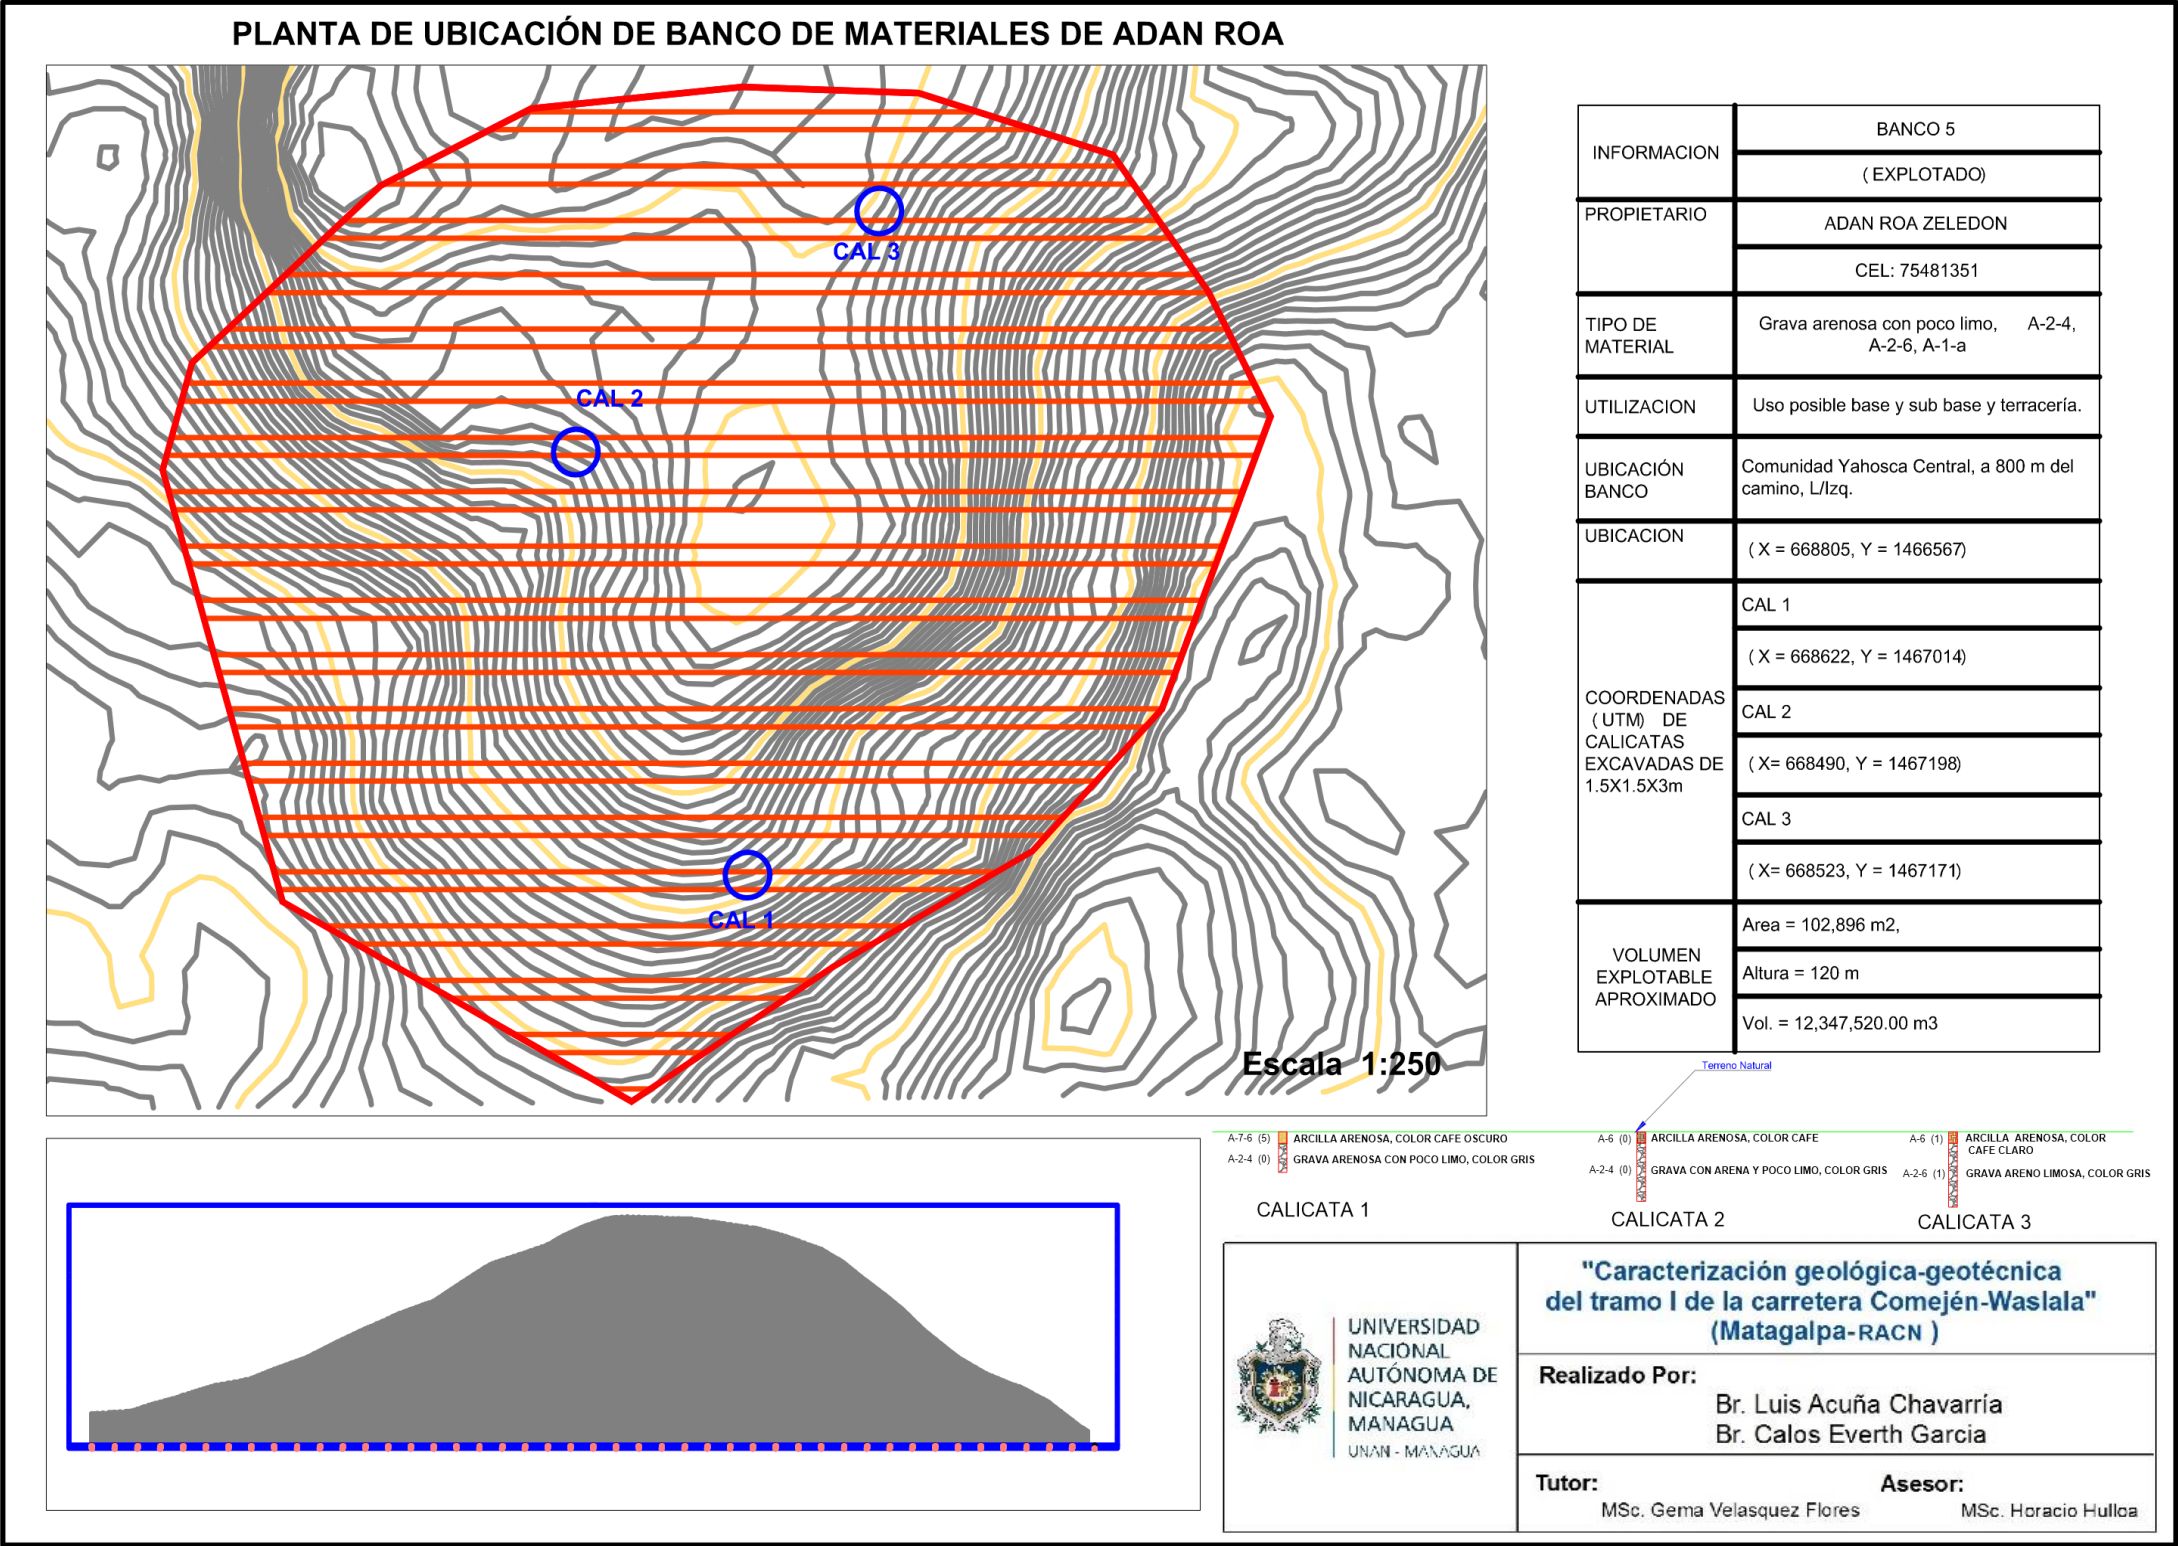 PLANTA DE UBICACIÓN DE BANCO DE MATERIALES DE ADAN ROA
CAL 3
CAL 2
CAL 1
Escala 1:250
INFORMACION
BANCO 5
( EXPLOTADO)
PROPIETARIO
ADAN ROA ZELEDON
CEL: 75481351
TIPO DE
MATERIAL
Grava arenosa con poco limo, A-2-4,
A-2-6, A-1-a
UTILIZACION
Uso posible base y sub base y terracería.
UBICACIÓN
BANCO
Comunidad Yahosca Central, a 800 m del
camino, L/Izq.
UBICACION
( X = 668805, Y = 1466567)
COORDENADAS
( UTM) DE
CALICATAS
EXCAVADAS DE
1.5X1.5X3m
CAL 1
( X = 668622, Y = 1467014)
CAL 2
( X= 668490, Y = 1467198)
CAL 3
( X= 668523, Y = 1467171)
VOLUMEN
EXPLOTABLE
APROXIMADO
Area = 102,896 m2,
Altura = 120 m
Vol. = 12,347,520.00 m3
Terreno Natural
A-7-6 (5) ARCILLA ARENOSA, COLOR CAFE OSCURO
A-2-4 (0) GRAVA ARENOSA CON POCO LIMO, COLOR GRIS
CALICATA 1
A-6 (0) ARCILLA ARENOSA, COLOR CAFE
A-2-4 (0) GRAVA CON ARENA Y POCO LIMO, COLOR GRIS
CALICATA 2
A-6 (1) ARCILLA ARENOSA, COLOR
CAFE CLARO
A-2-6 (1) GRAVA ARENO LIMOSA, COLOR GRIS
CALICATA 3
UNIVERSIDAD
NACIONAL
AUTÓNOMA DE
NICARAGUA,
MANAGUA
UNAN - MANAGUA
"Caracterización geológica-geotécnica
del tramo I de la carretera Comején-Waslala"
(Matagalpa-RACN )
Realizado Por:
Br. Luis Acuña Chavarría
Br. Calos Everth Garcia
Tutor:
MSc. Gema Velasquez Flores
Asesor:
MSc. Horacio Hulloa